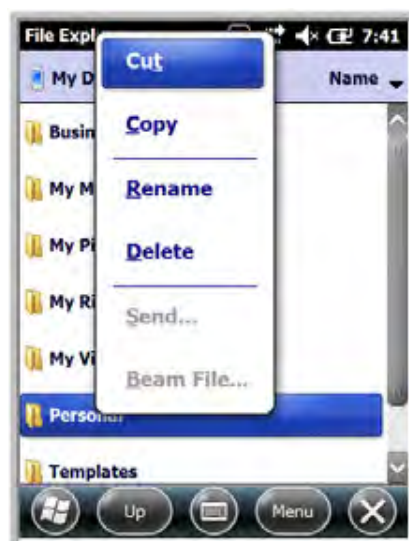 File Expl 7:41
My D Name
Cut
Busin
Copy
My M
Rename
My Pi
Delete
My Ri
Send...
My Vi
Beam File...
Personal
Templates
Up Menu